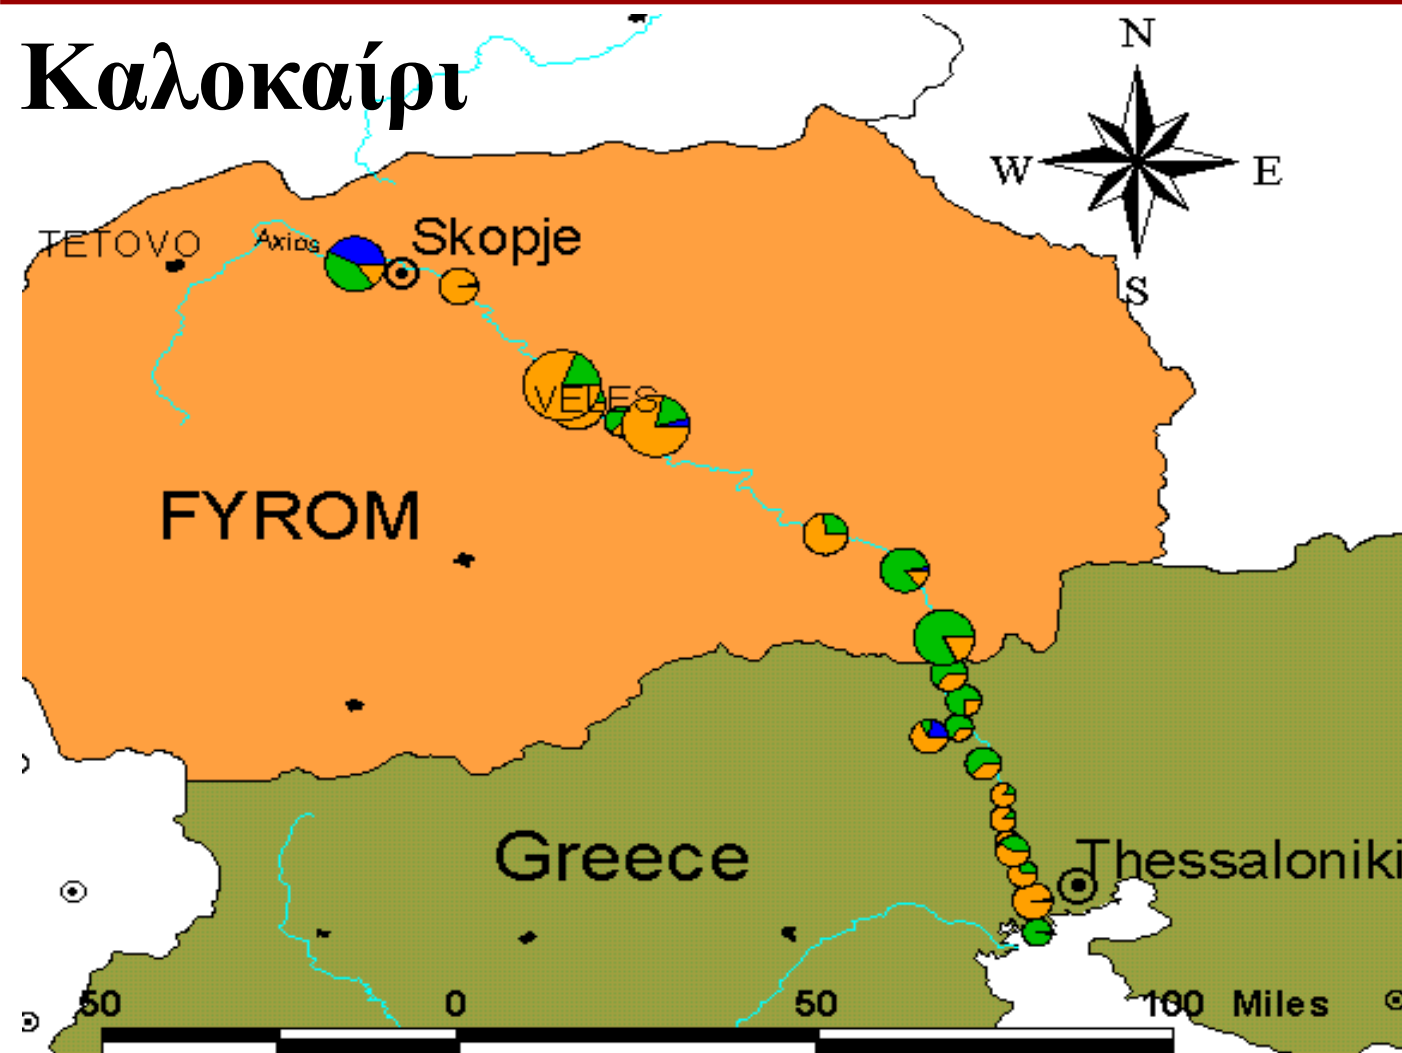 Καλοκαίρι
N
W E
S
TETOVO
Axios
Skopje
VELES
FYROM
Greece
Thessaloniki
50 0 50 100 Miles